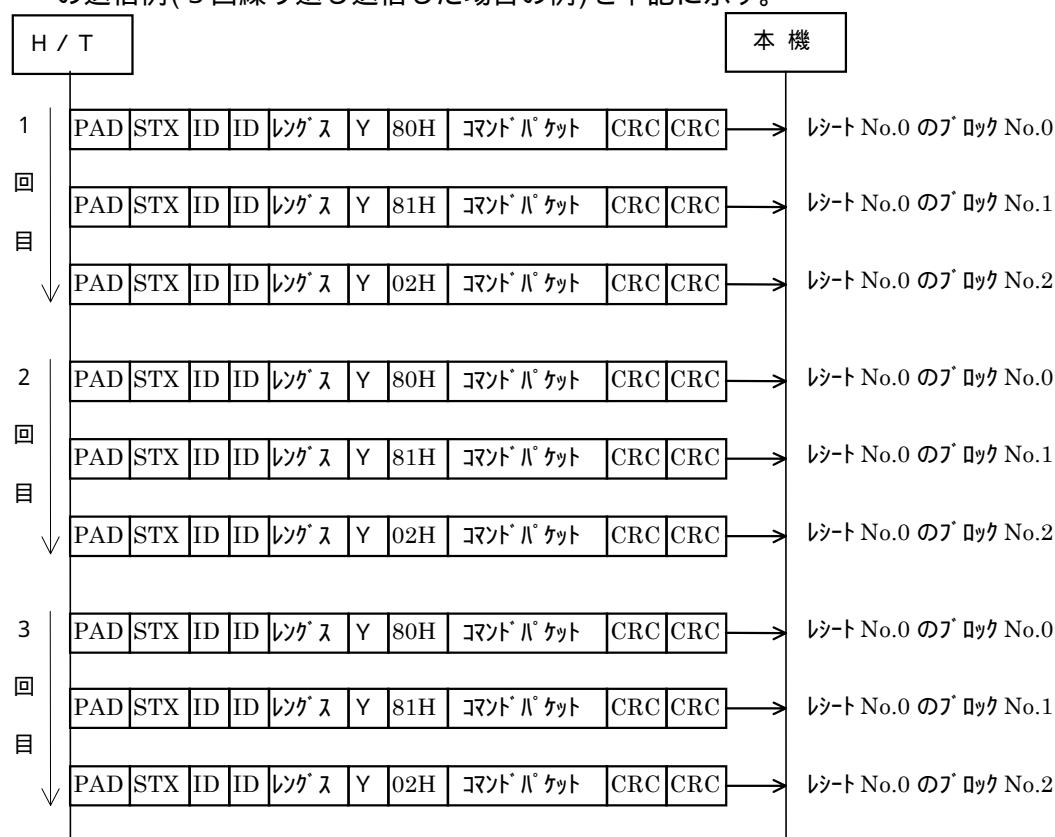 の送信例(3回繰り返し送信した場合の例)を下記に示す。
H/T 本 機
1回目
PAD STX ID ID レングス Y 80H コマンドパケット CRC CRC レシート No.0 のブロック No.0
PAD STX ID ID レングス Y 81H コマンドパケット CRC CRC レシート No.0 のブロック No.1
PAD STX ID ID レングス Y 02H コマンドパケット CRC CRC レシート No.0 のブロック No.2
2回目
PAD STX ID ID レングス Y 80H コマンドパケット CRC CRC レシート No.0 のブロック No.0
PAD STX ID ID レングス Y 81H コマンドパケット CRC CRC レシート No.0 のブロック No.1
PAD STX ID ID レングス Y 02H コマンドパケット CRC CRC レシート No.0 のブロック No.2
3回目
PAD STX ID ID レングス Y 80H コマンドパケット CRC CRC レシート No.0 のブロック No.0
PAD STX ID ID レングス Y 81H コマンドパケット CRC CRC レシート No.0 のブロック No.1
PAD STX ID ID レングス Y 02H コマンドパケット CRC CRC レシート No.0 のブロック No.2